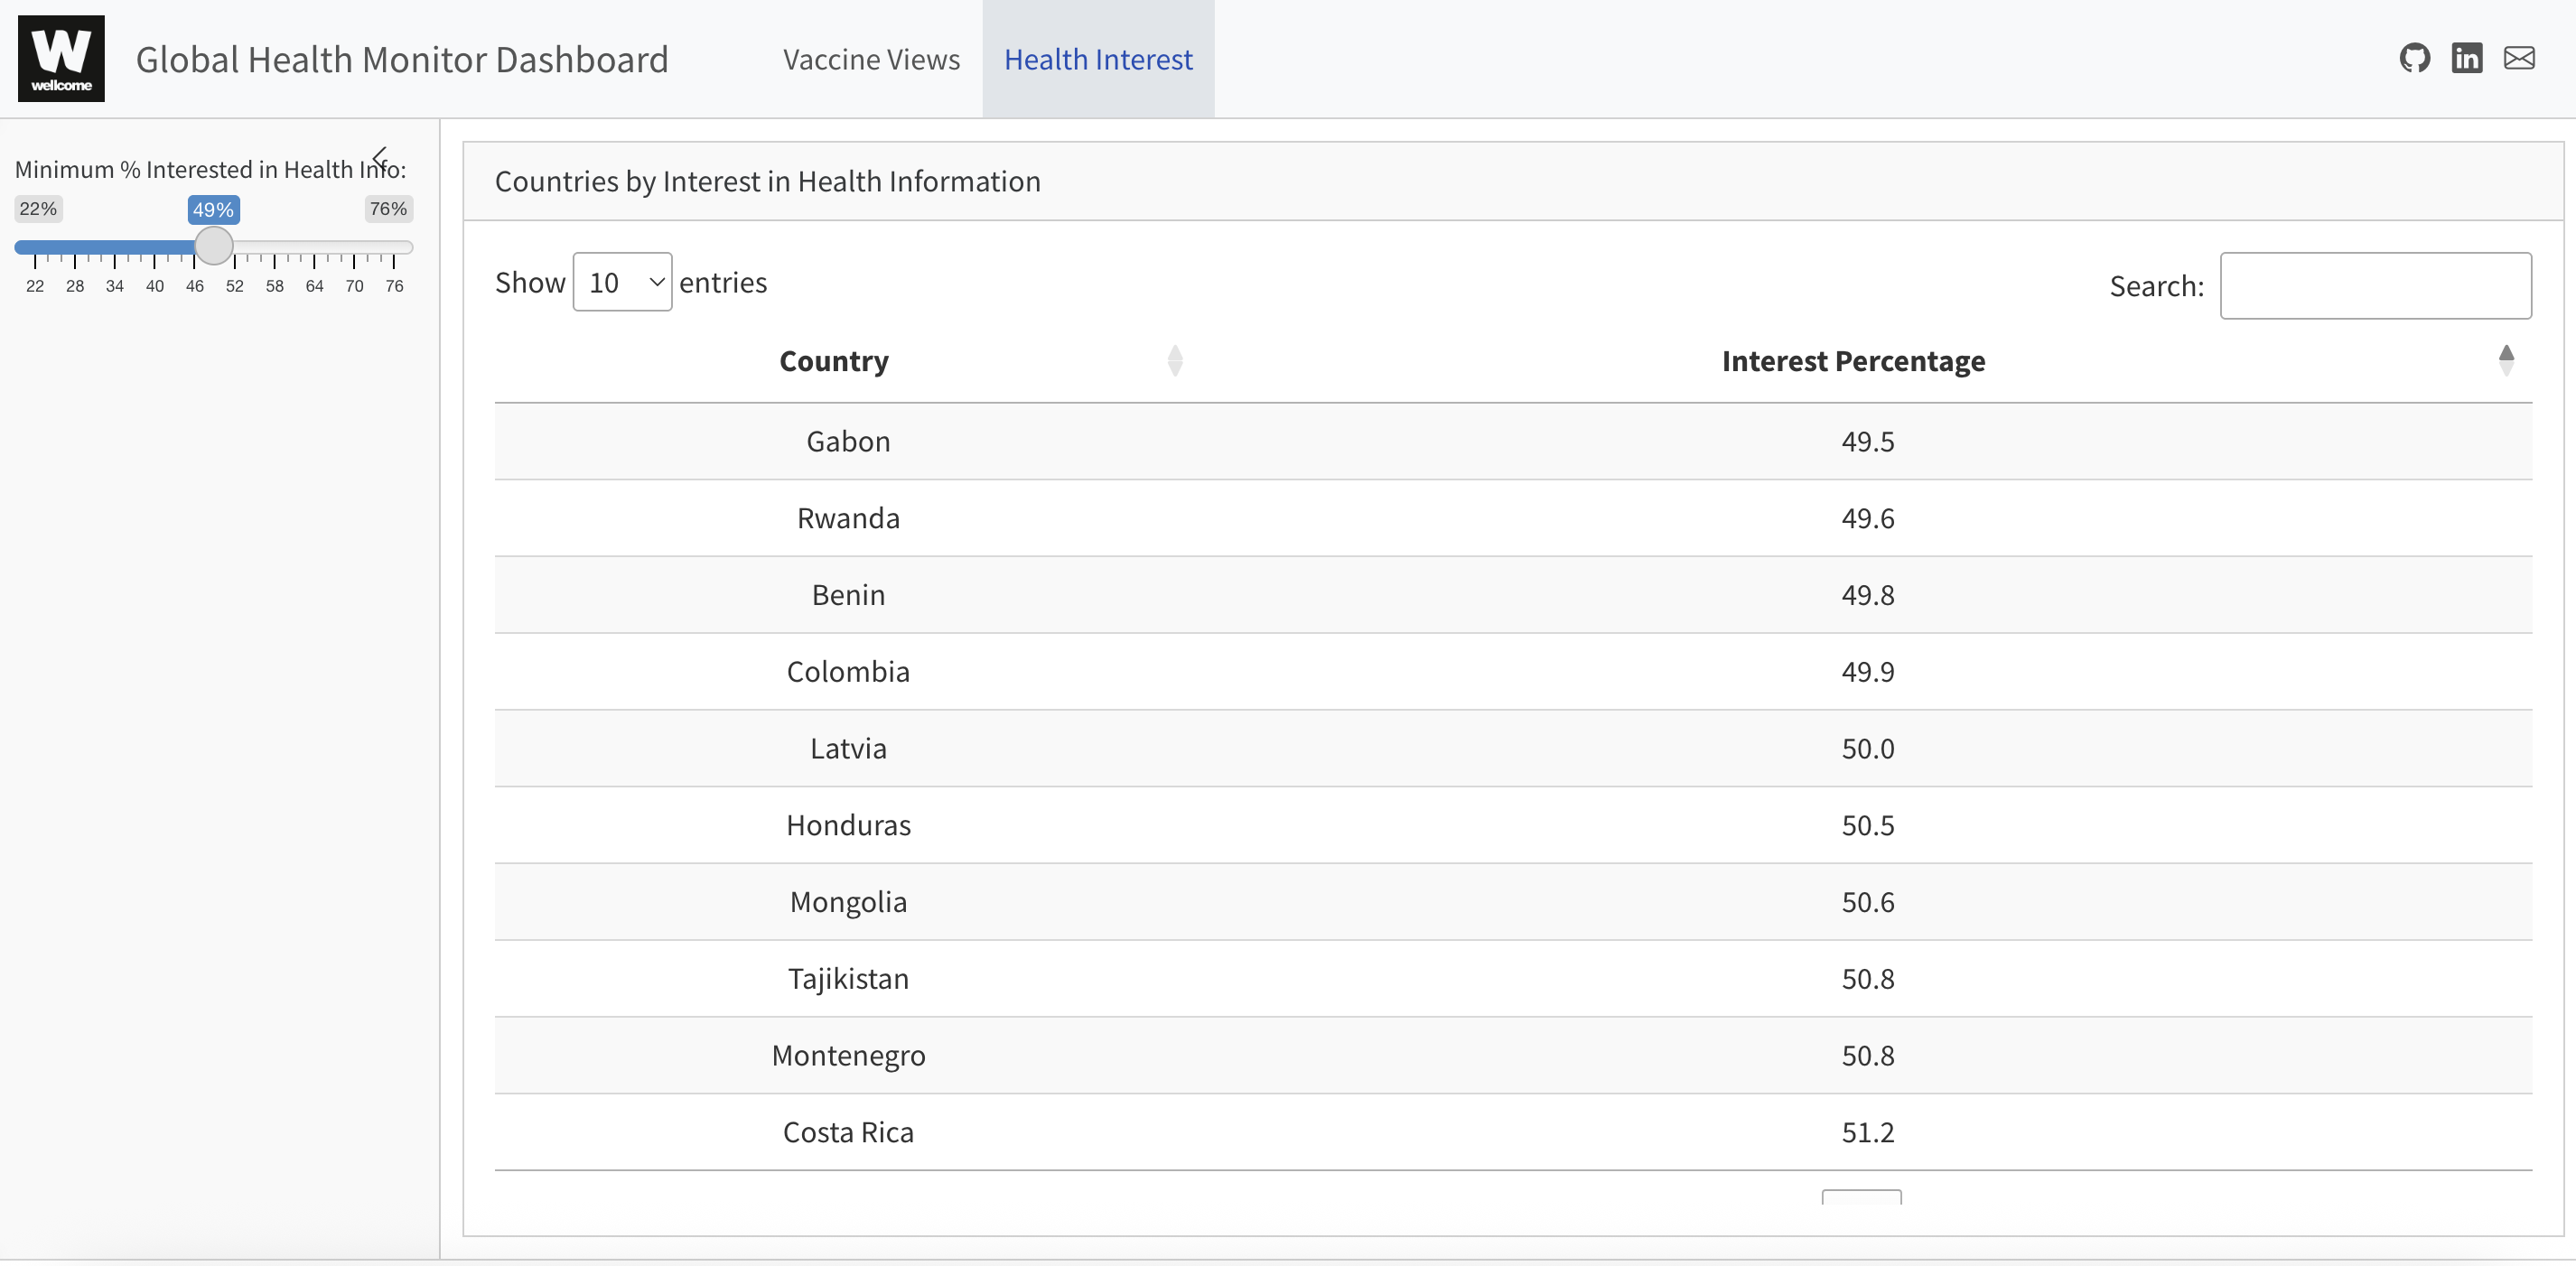 W
wellcome
Global Health Monitor Dashboard
Vaccine Views
Health Interest
in
Minimum % Interested in Health Info:
22%
49%
76%
22 28 34 40 46 52 58 64 70 76
Countries by Interest in Health Information
Show 10 entries
Search:
Country Interest Percentage
Gabon 49.5
Rwanda 49.6
Benin 49.8
Colombia 49.9
Latvia 50.0
Honduras 50.5
Mongolia 50.6
Tajikistan 50.8
Montenegro 50.8
Costa Rica 51.2